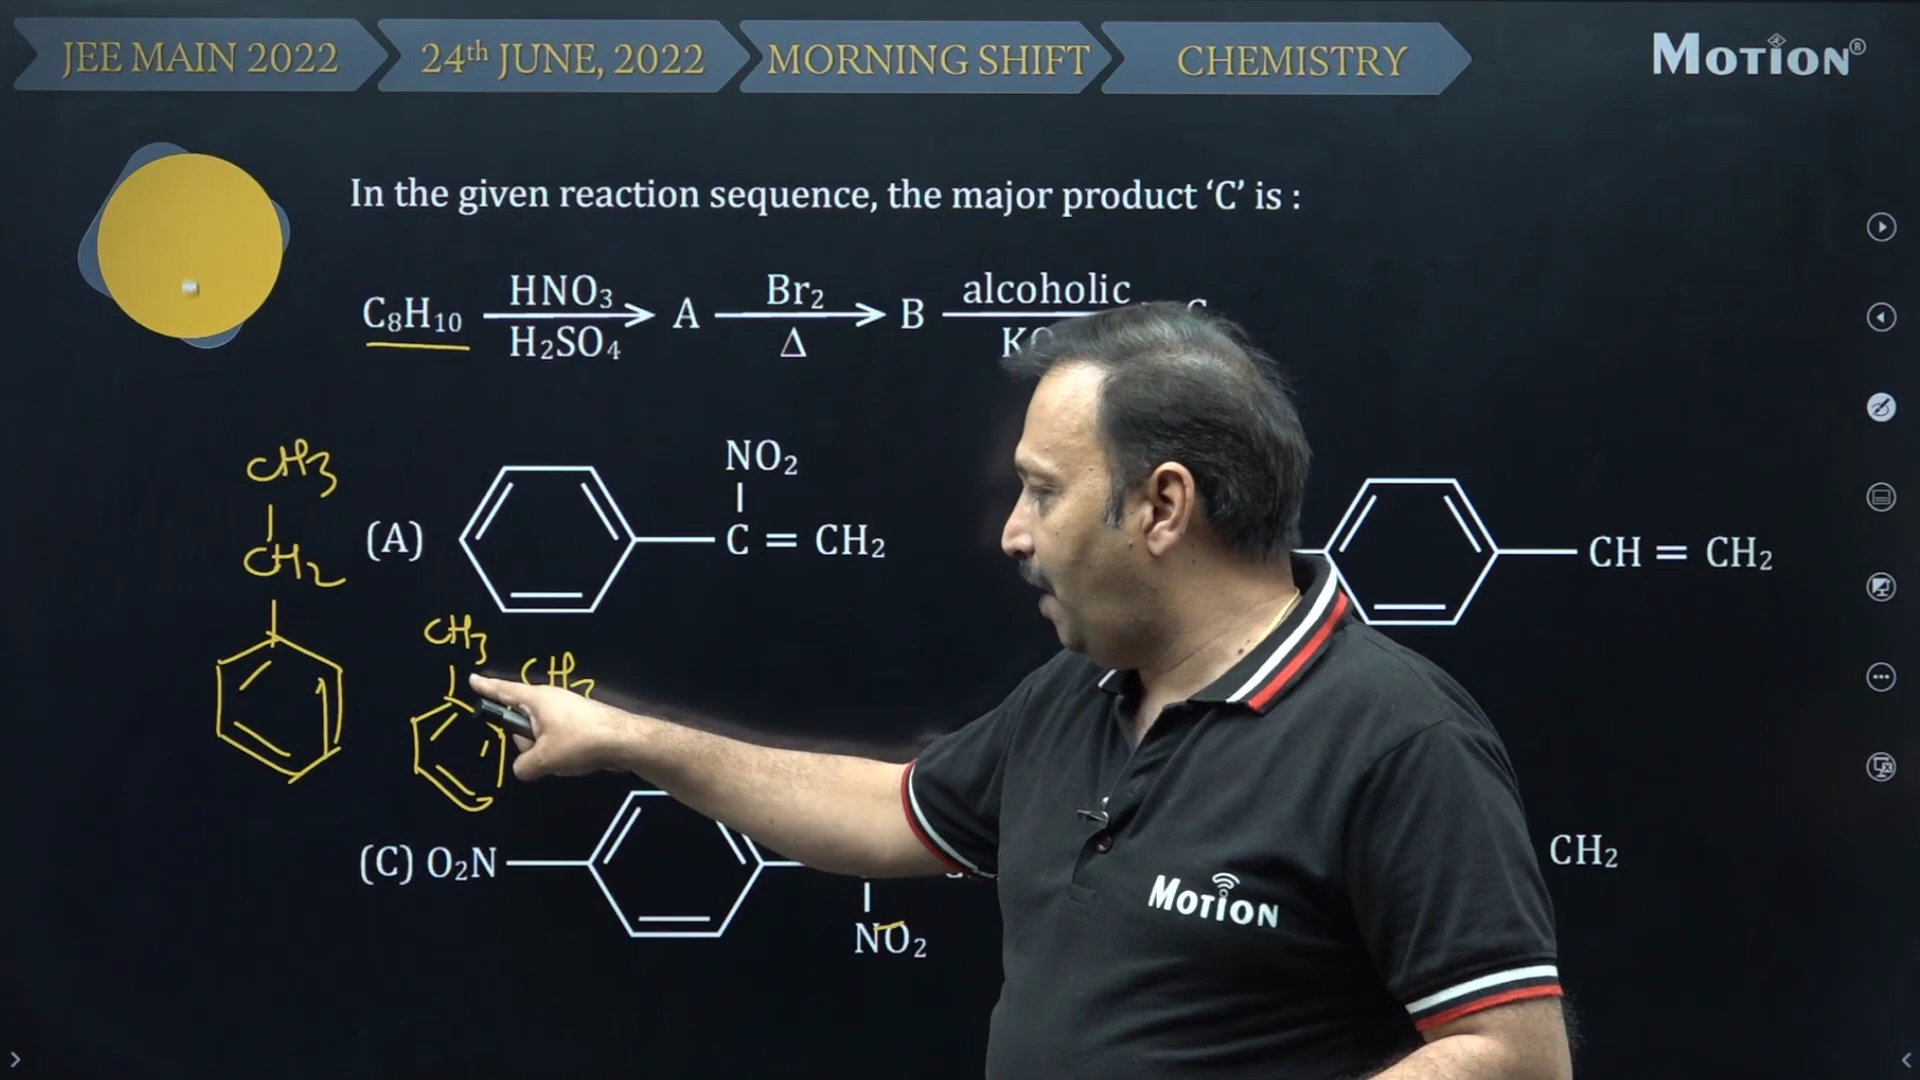 JEE MAIN 2022
24th JUNE, 2022
MORNING SHIFT
CHEMISTRY
MOTION®
In the given reaction sequence, the major product ‘C’ is :
C₈H₁₀ HNO₃ H₂SO₄ A Br₂ Δ B alcoholic
CH₃
CH₂
(A) NO₂ C = CH₂
CH = CH₂
CH₃
CH₃
(C) O₂N
NO₂
CH₂
MOTION